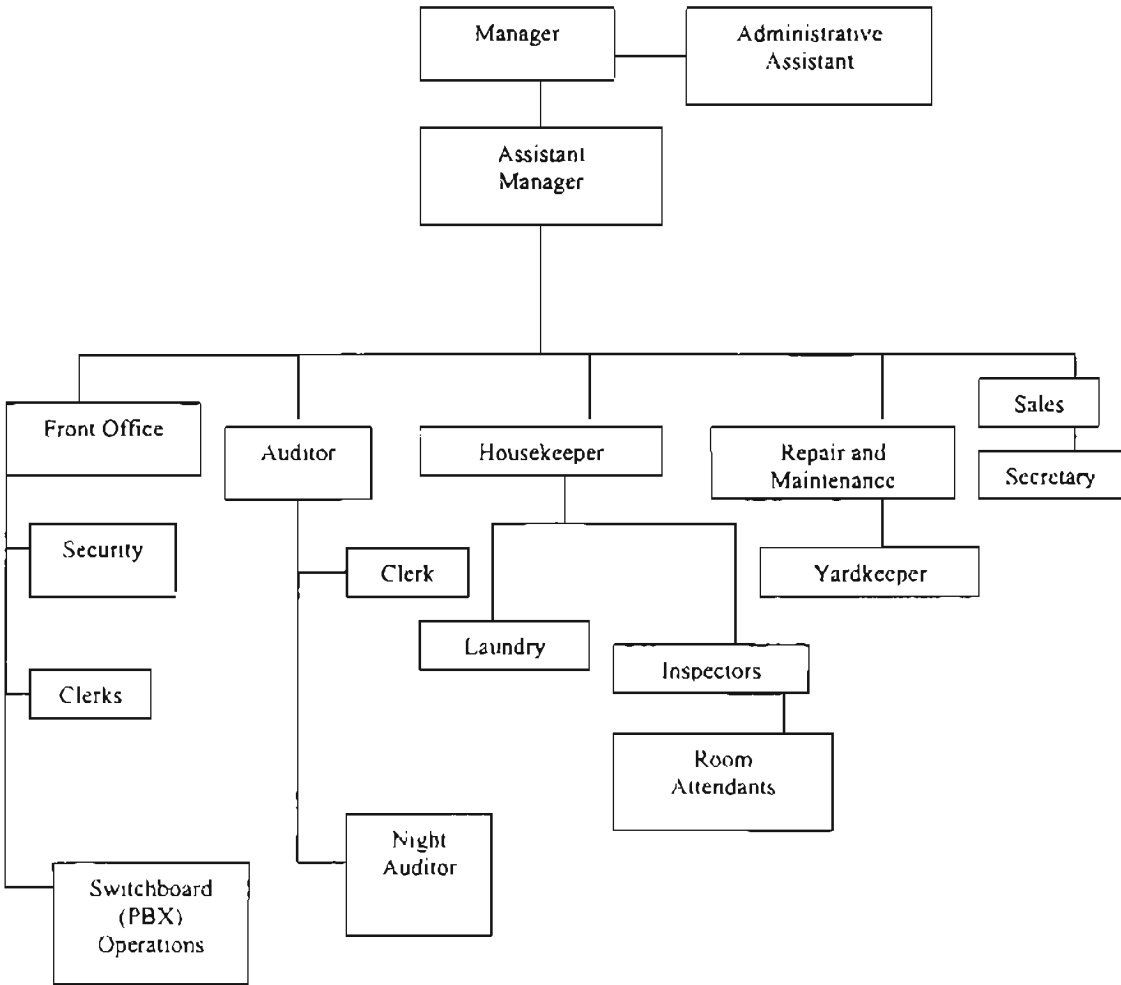 Manager
Administrative
Assistant
Assistant
Manager
Front Office
Auditor
Housekeeper
Repair and
Maintenance
Sales
Secretary
Security
Clerk
Yardkeeper
Laundry
Inspectors
Clerks
Room
Attendants
Night
Auditor
Switchboard
(PBX)
Operations